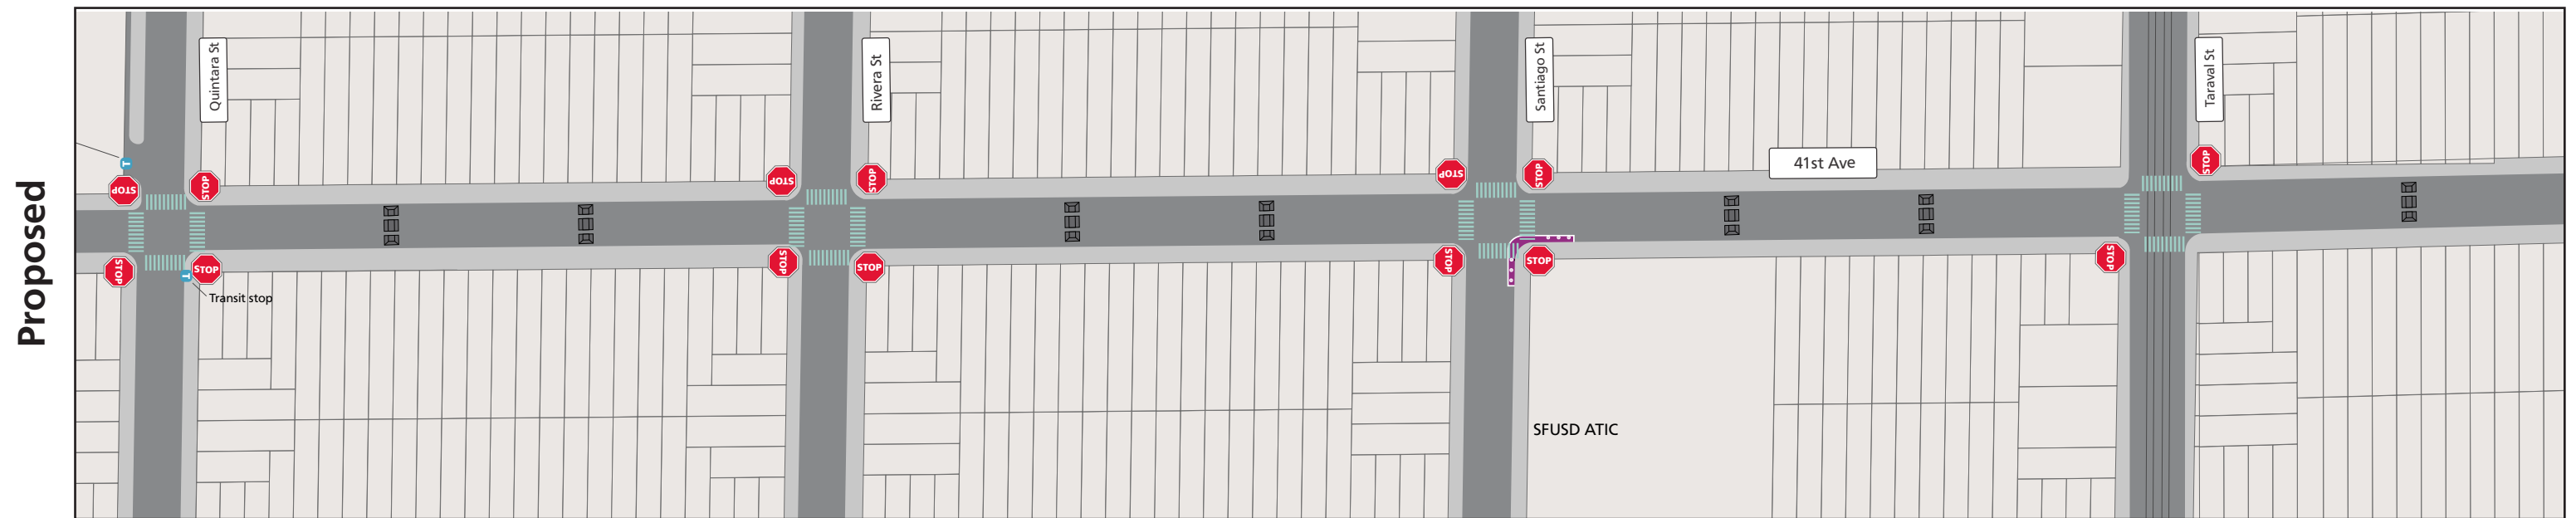 Proposed
Quintara St
Rivera St
Santiago St
Taraval St
41st Ave
T
STOP
STOP
STOP
STOP
STOP
STOP
STOP
STOP
STOP
STOP
STOP
STOP
STOP
STOP
T
Transit stop
SFUSD ATIC